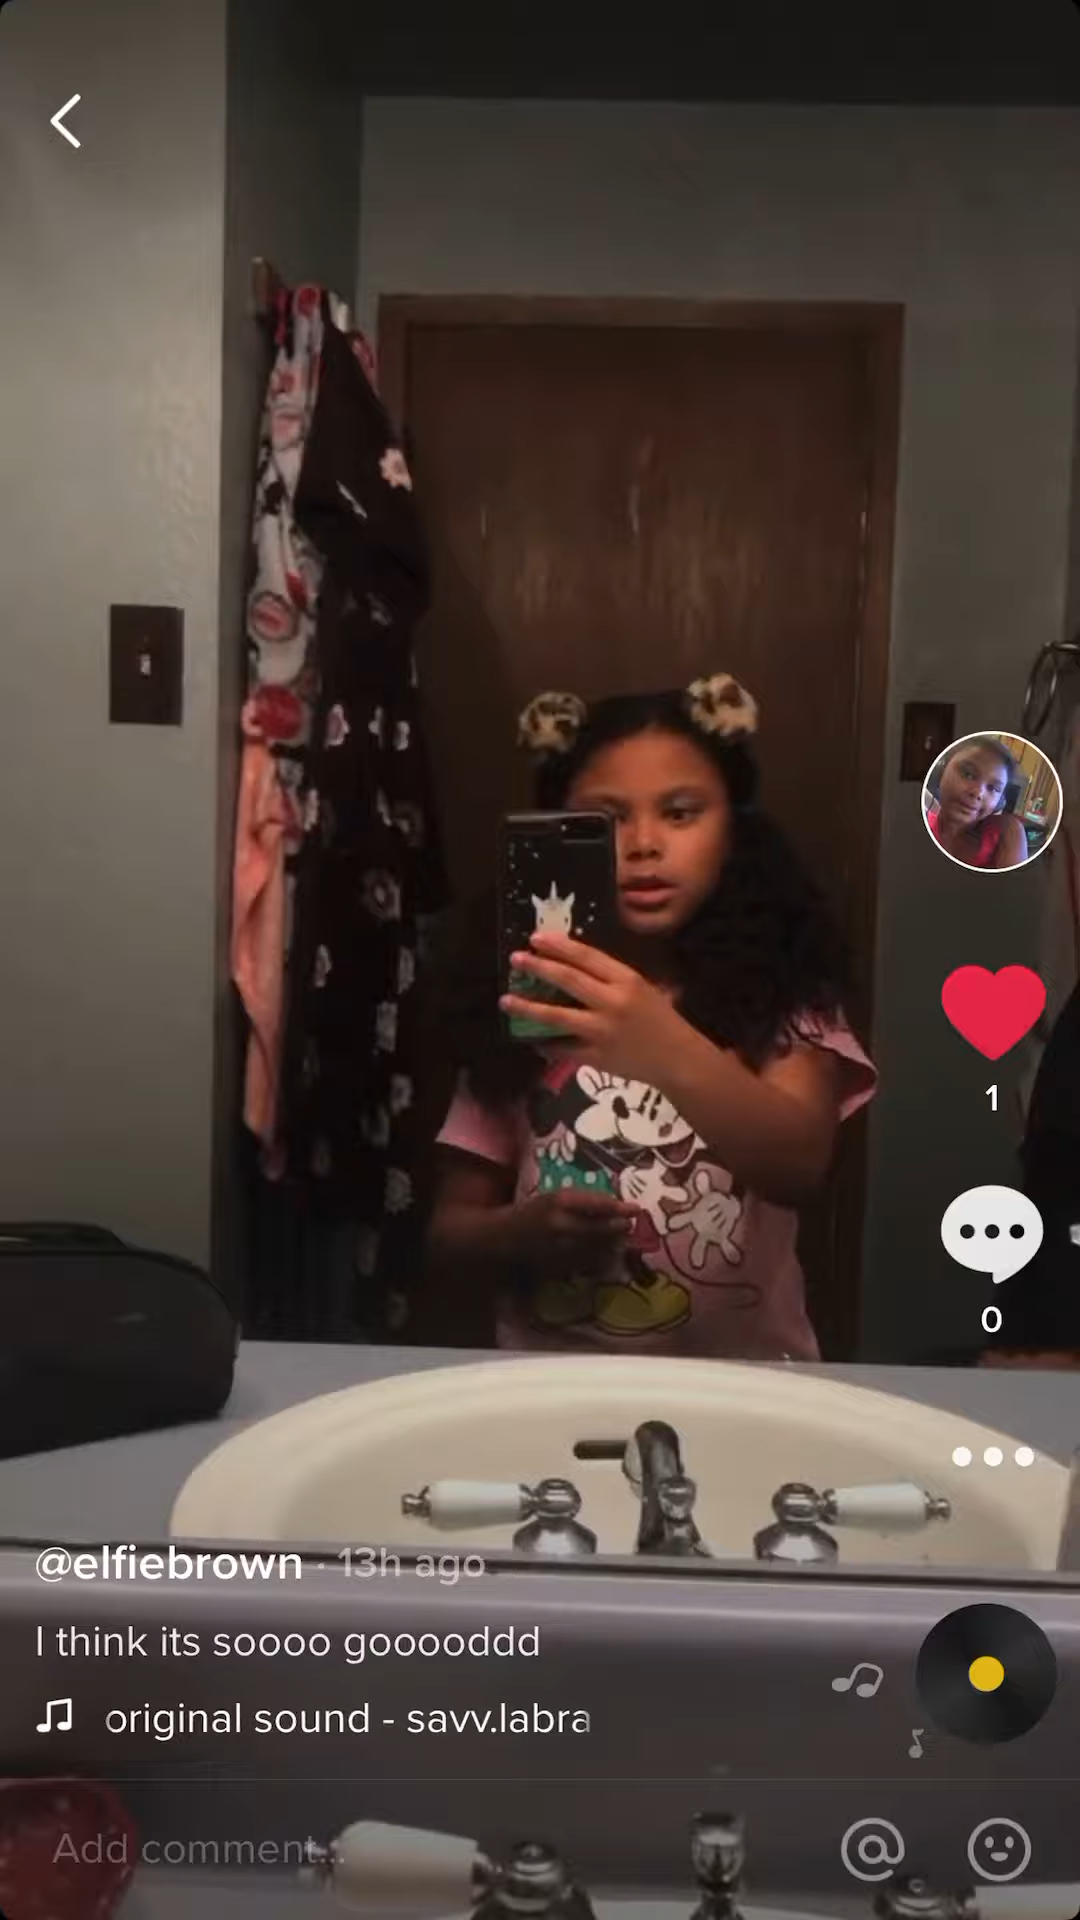 1
0
@elfiebrown · 13h ago
I think its soooo gooooddd
original sound - savv.labra
Add comment...